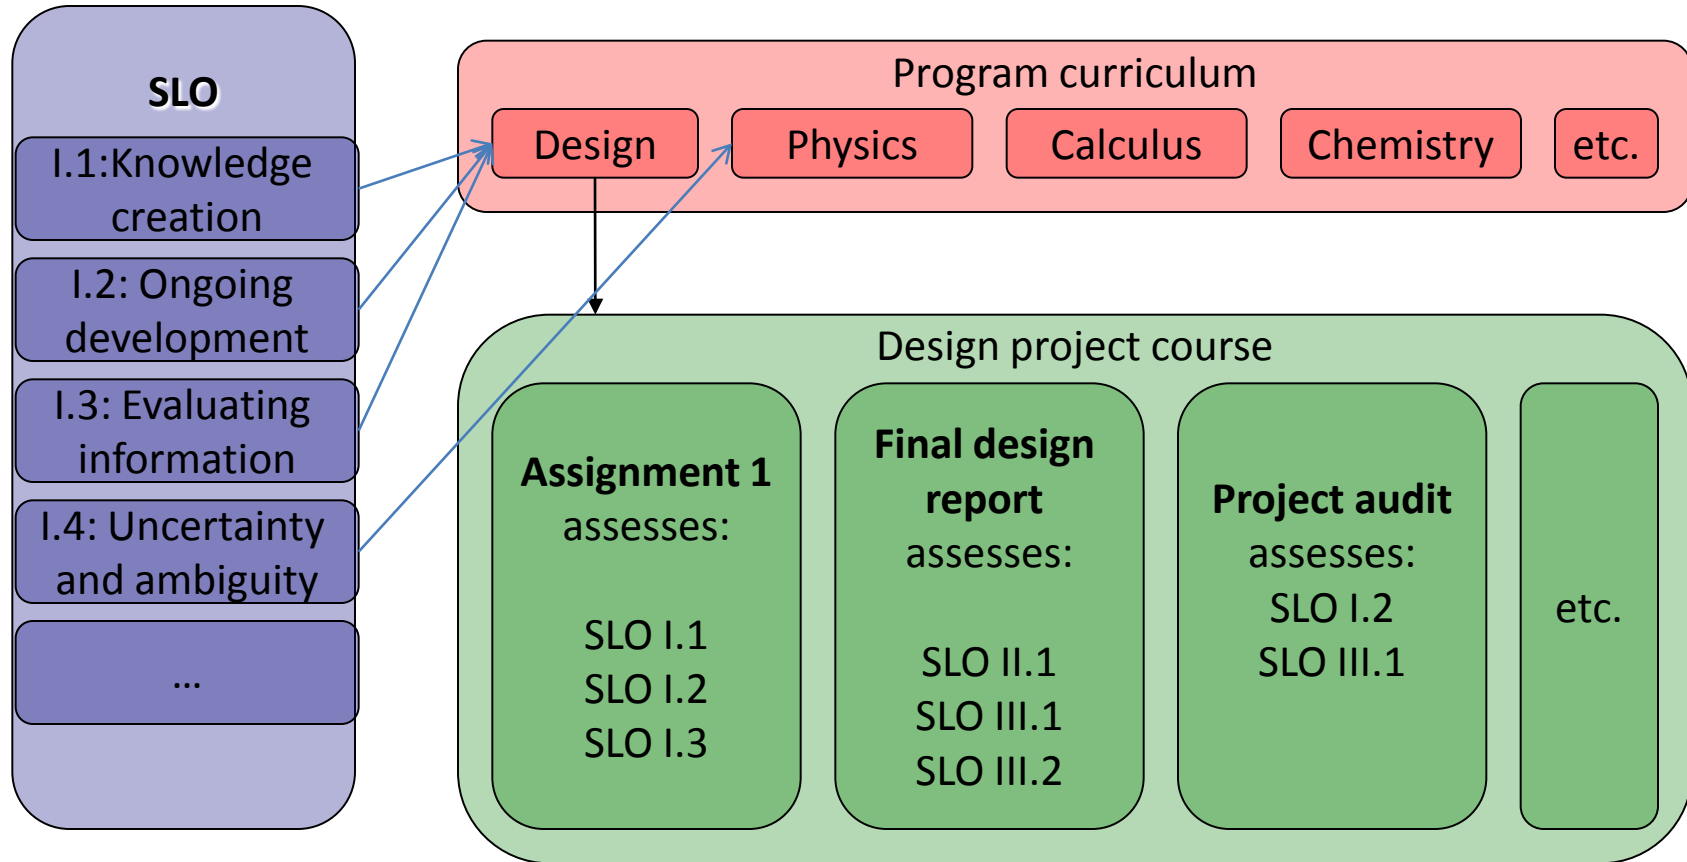 SLO
I.1:Knowledge
creation
I.2: Ongoing
development
I.3: Evaluating
information
I.4: Uncertainty
and ambiguity
...
Program curriculum
Design
Physics
Calculus
Chemistry
etc.
Design project course
Assignment 1
assesses:
SLO I.1
SLO I.2
SLO I.3
Final design
report
assesses:
SLO II.1
SLO III.1
SLO III.2
Project audit
assesses:
SLO I.2
SLO III.1
etc.